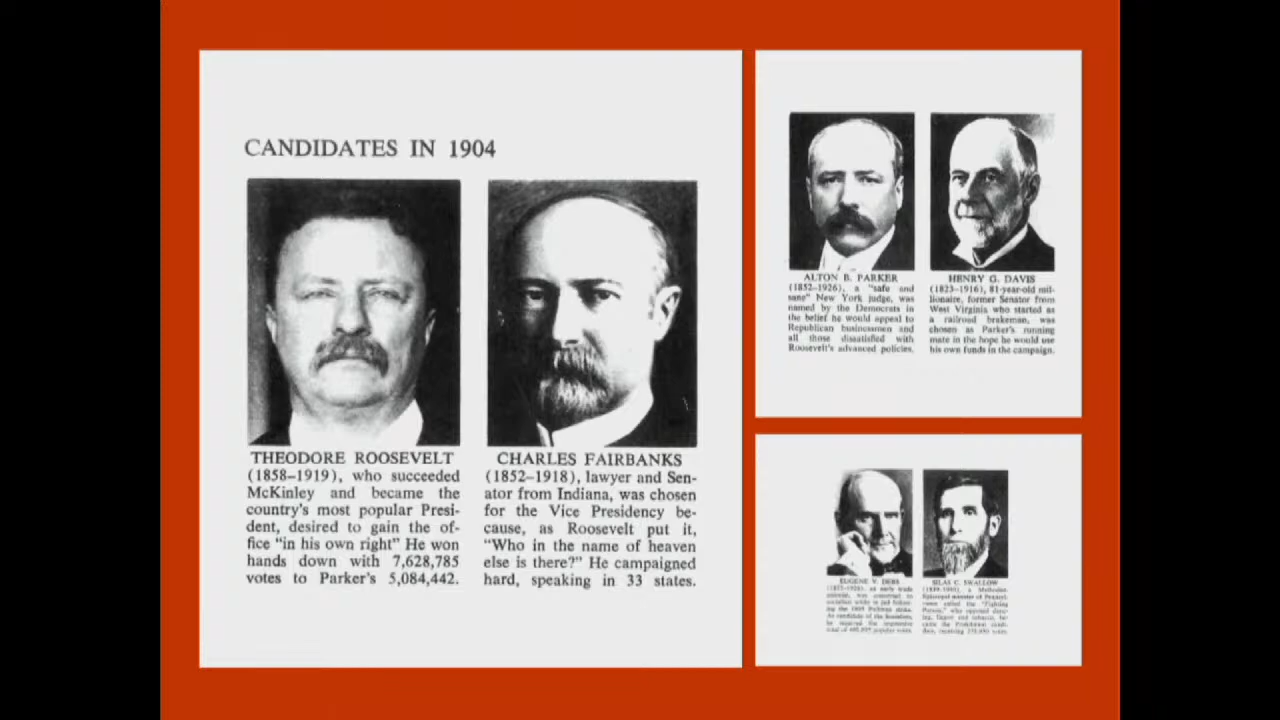 CANDIDATES IN 1904
THEODORE ROOSEVELT
(1858–1919), who succeeded
McKinley and became the
country's most popular Presi-
dent, desired to gain the of-
fice "in his own right" He won
hands down with 7,628,785
votes to Parker's 5,084,442.
CHARLES FAIRBANKS
(1852–1918), lawyer and Sen-
ator from Indiana, was chosen
for the Vice Presidency be-
cause, as Roosevelt put it,
"Who in the name of heaven
else is there?" He campaigned
hard, speaking in 33 states.
ALTON B. PARKER
(1852–1926), a "safe and
sane" New York judge, was
named by the Democrats in
the belief he would appeal to
Republican businessmen and
all those dissatisfied with
Roosevelt's advanced policies.
HENRY G. DAVIS
(1823–1916), 81-year-old mil-
lionaire, former Senator from
West Virginia who started as
a railroad brakeman, was
chosen as Parker's running
mate in the hope he would use
his own funds in the campaign.
EUGENE V. DEBS
SILAS C. SWALLOW